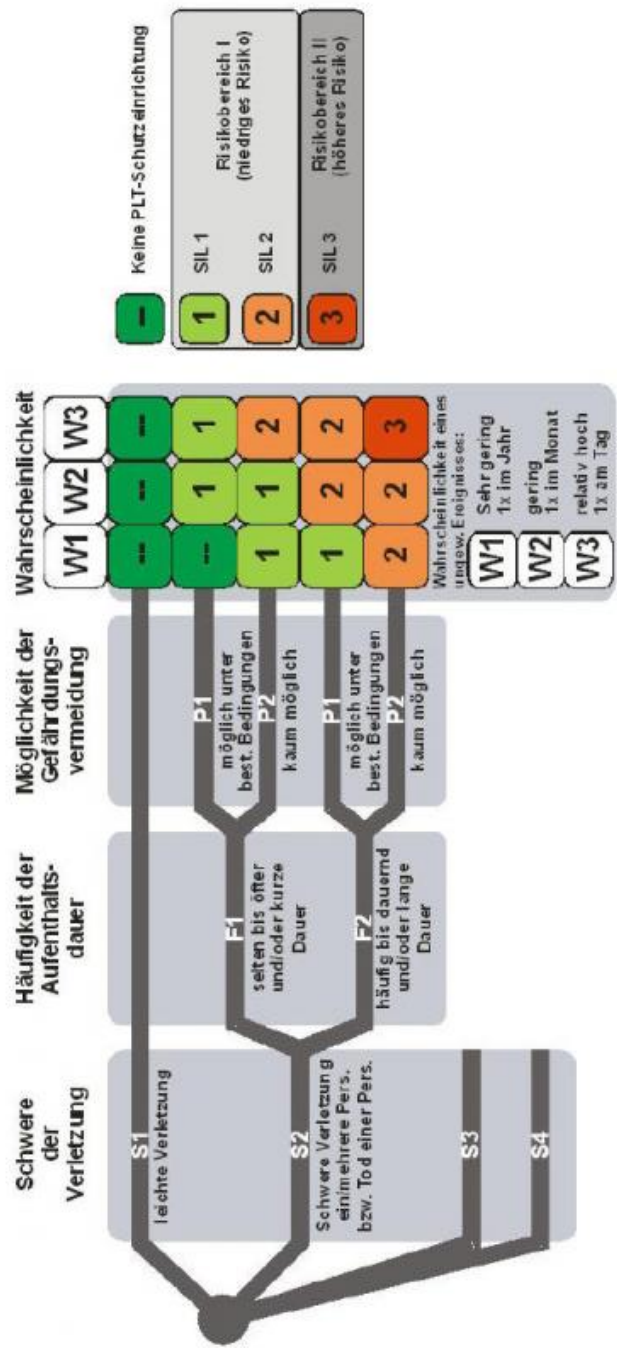 Schwere
der
Verletzung
Häufigkeit der
Aufenthalts-
dauer
Möglichkeit der
Gefährdungs-
vermeidung
Wahrscheinlichkeit
W1 W2 W3
S1
leichte Verletzung
-- -- --
S2
Schwere Verletzung
ein/mehrere Pers.
bzw. Tod einer Pers.
F1
selten bis öfter
und/oder kurze
Dauer
P1
möglich unter
best. Bedingungen
-- 1 1
P2
kaum möglich
1 1 2
F2
häufig bis dauernd
und/oder lange
Dauer
P1
möglich unter
best. Bedingungen
1 2 2
P2
kaum möglich
2 2 3
S3
S4
Wahrscheinlichkeit eines
ungew. Ereignisses:
W1 Sehr gering
1x im Jahr
W2 gering
1x im Monat
W3 relativ hoch
1x am Tag
-- Keine PLT-Schutzeinrichtung
1 SIL 1
2 SIL 2
Risikobereich I
(niedriges Risiko)
3 SIL 3
Risikobereich II
(höheres Risiko)